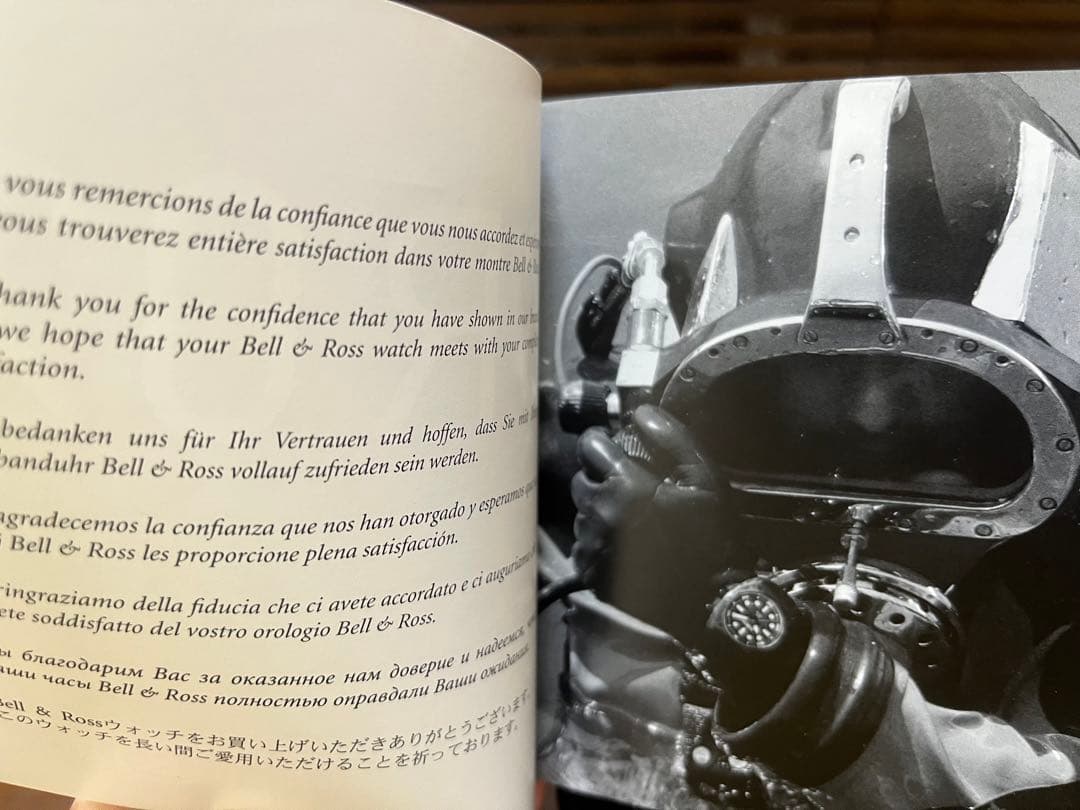 vous remercions de la confiance que vous nous accordez et
vous trouverez entière satisfaction dans votre montre Bell &
hank you for the confidence that you have shown in our
we hope that your Bell & Ross watch meets with your
action.
bedanken uns für Ihr Vertrauen und hoffen, dass Sie mit
banduhr Bell & Ross vollauf zufrieden sein werden.
agradecemos la confianza que nos han otorgado y esperamos
Bell & Ross les proporcione plena satisfacción.
ringraziamo della fiducia che ci avete accordato e ci auguriamo
ete soddisfatto del vostro orologio Bell & Ross.
ы благодарим Вас за оказанное нам доверие и надеемся,
аши часы Bell & Ross полностью оправдали Ваши ожидания.
Bell & Rossウォッチをお買い上げいただきありがとうございます。
このウォッチを長い間ご愛用いただけることを祈っております。